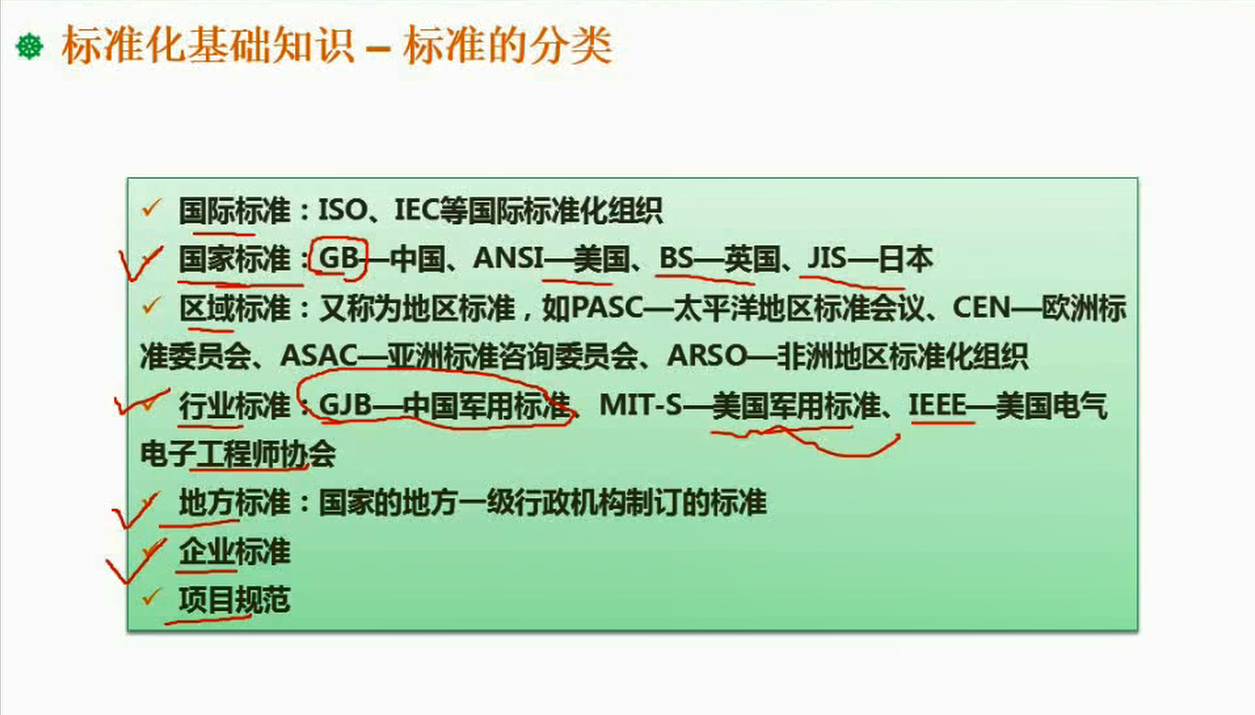 标准化基础知识 – 标准的分类
国际标准：ISO、IEC等国际标准化组织
国家标准：GB—中国、ANSI—美国、BS—英国、JIS—日本
区域标准：又称为地区标准，如PASC—太平洋地区标准会议、CEN—欧洲标
准委员会、ASAC—亚洲标准咨询委员会、ARSO—非洲地区标准化组织
行业标准：GJB—中国军用标准、MIT-S—美国军用标准、IEEE—美国电气
电子工程师协会
地方标准：国家的地方一级行政机构制订的标准
企业标准
项目规范